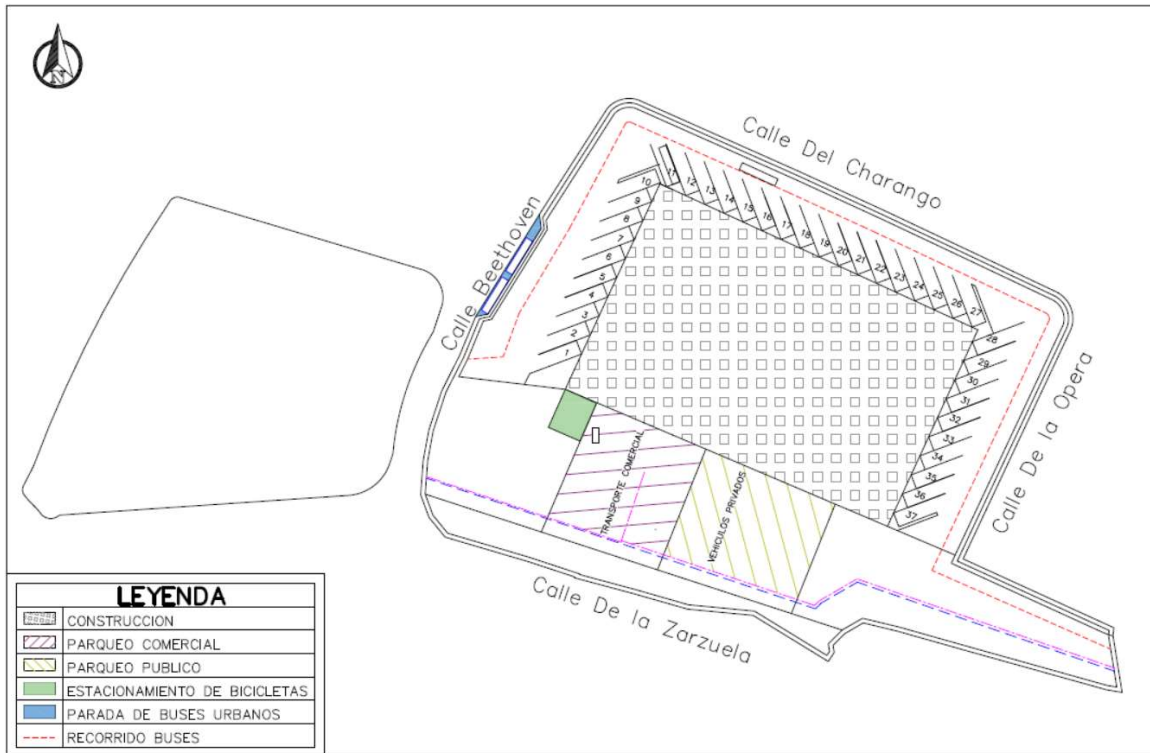 N
Calle Del Charango
Calle Beethoven
Calle De la Opera
10
9
8
7
6
5
4
3
2
1
11
12
13
14
15
16
17
18
19
20
21
22
23
24
25
26
27
28
29
30
31
32
33
34
35
36
37
TRANSPORTE COMERCIAL
VEHICULOS PRIVADOS
Calle De la Zarzuela
LEYENDA
CONSTRUCCION
PARQUEO COMERCIAL
PARQUEO PUBLICO
ESTACIONAMIENTO DE BICICLETAS
PARADA DE BUSES URBANOS
RECORRIDO BUSES